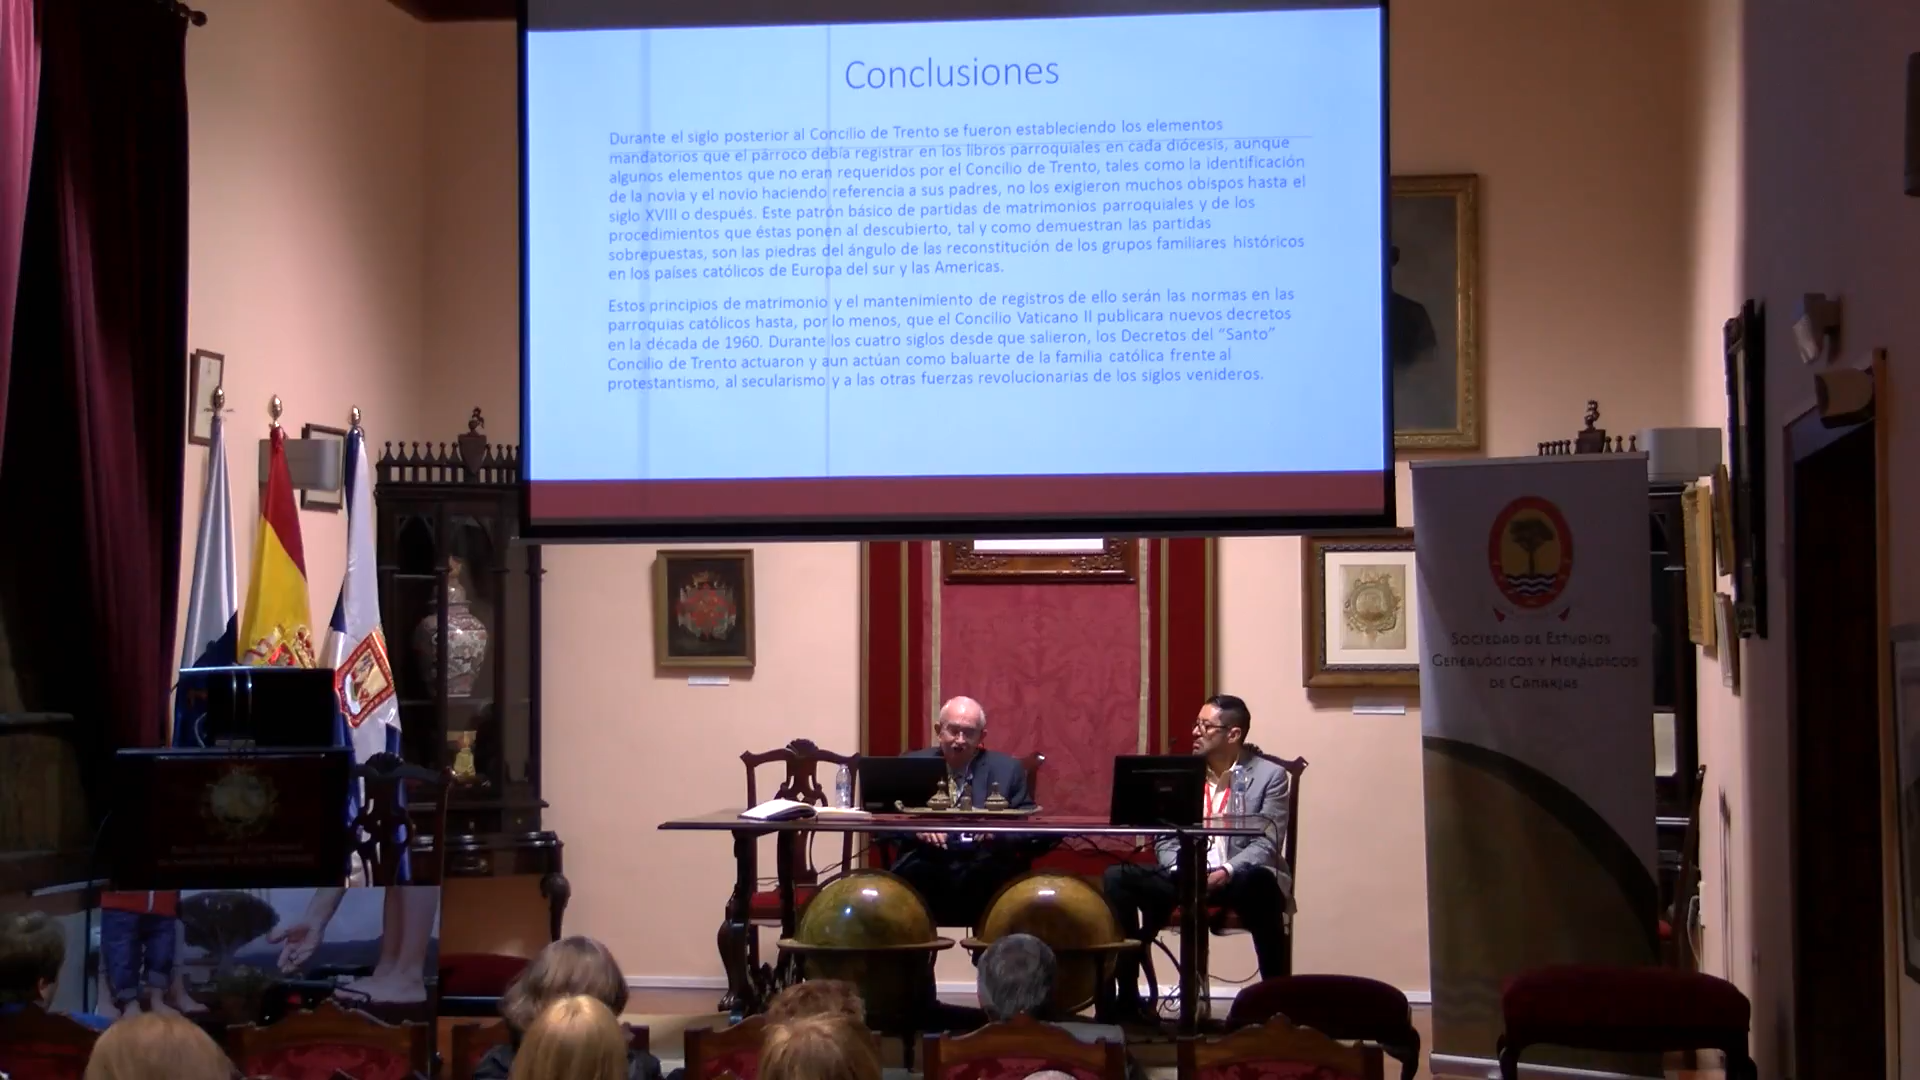 Conclusiones
Durante el siglo posterior al Concilio de Trento se fueron estableciendo los elementos
mandatorios que el párroco debía registrar en los libros parroquiales en cada diócesis, aunque
algunos elementos que no eran requeridos por el Concilio de Trento, tales como la identificación
de la novia y el novio haciendo referencia a sus padres, no los exigieron muchos obispos hasta el
siglo XVIII o después. Este patrón básico de partidas de matrimonios parroquiales y de los
procedimientos que éstas ponen al descubierto, tal y como demuestran las partidas
sobrepuestas, son las piedras del ángulo de las reconstitución de los grupos familiares históricos
en los países católicos de Europa del sur y las Americas.
Estos principios de matrimonio y el mantenimiento de registros de ello serán las normas en las
parroquias católicos hasta, por lo menos, que el Concilio Vaticano II publicara nuevos decretos
en la década de 1960. Durante los cuatro siglos desde que salieron, los Decretos del “Santo”
Concilio de Trento actuaron y aun actúan como baluarte de la familia católica frente al
protestantismo, al secularismo y a las otras fuerzas revolucionarias de los siglos venideros.
Sociedad de Estudios
Genealógicos y Heráldicos
de Canarias